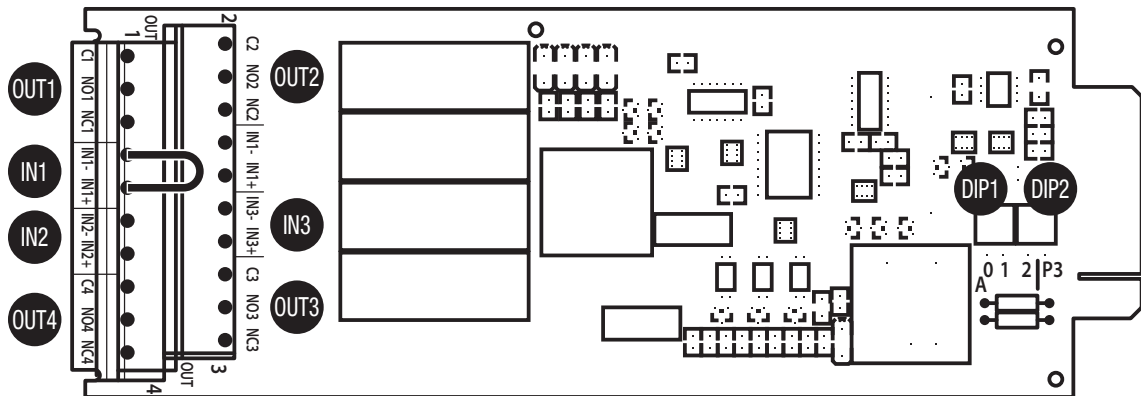 OUT1
IN1
IN2
OUT4
1
OUT
C1
NO1
NC1
IN1-
IN1+
IN2-
IN2+
C4
NO4
NC4
4
2
C2
NO2
NC2
IN1-
IN1+
IN3-
IN3+
C3
NO3
NC3
3
OUT
OUT2
IN3
OUT3
DIP1
DIP2
0 1 2 P3
A